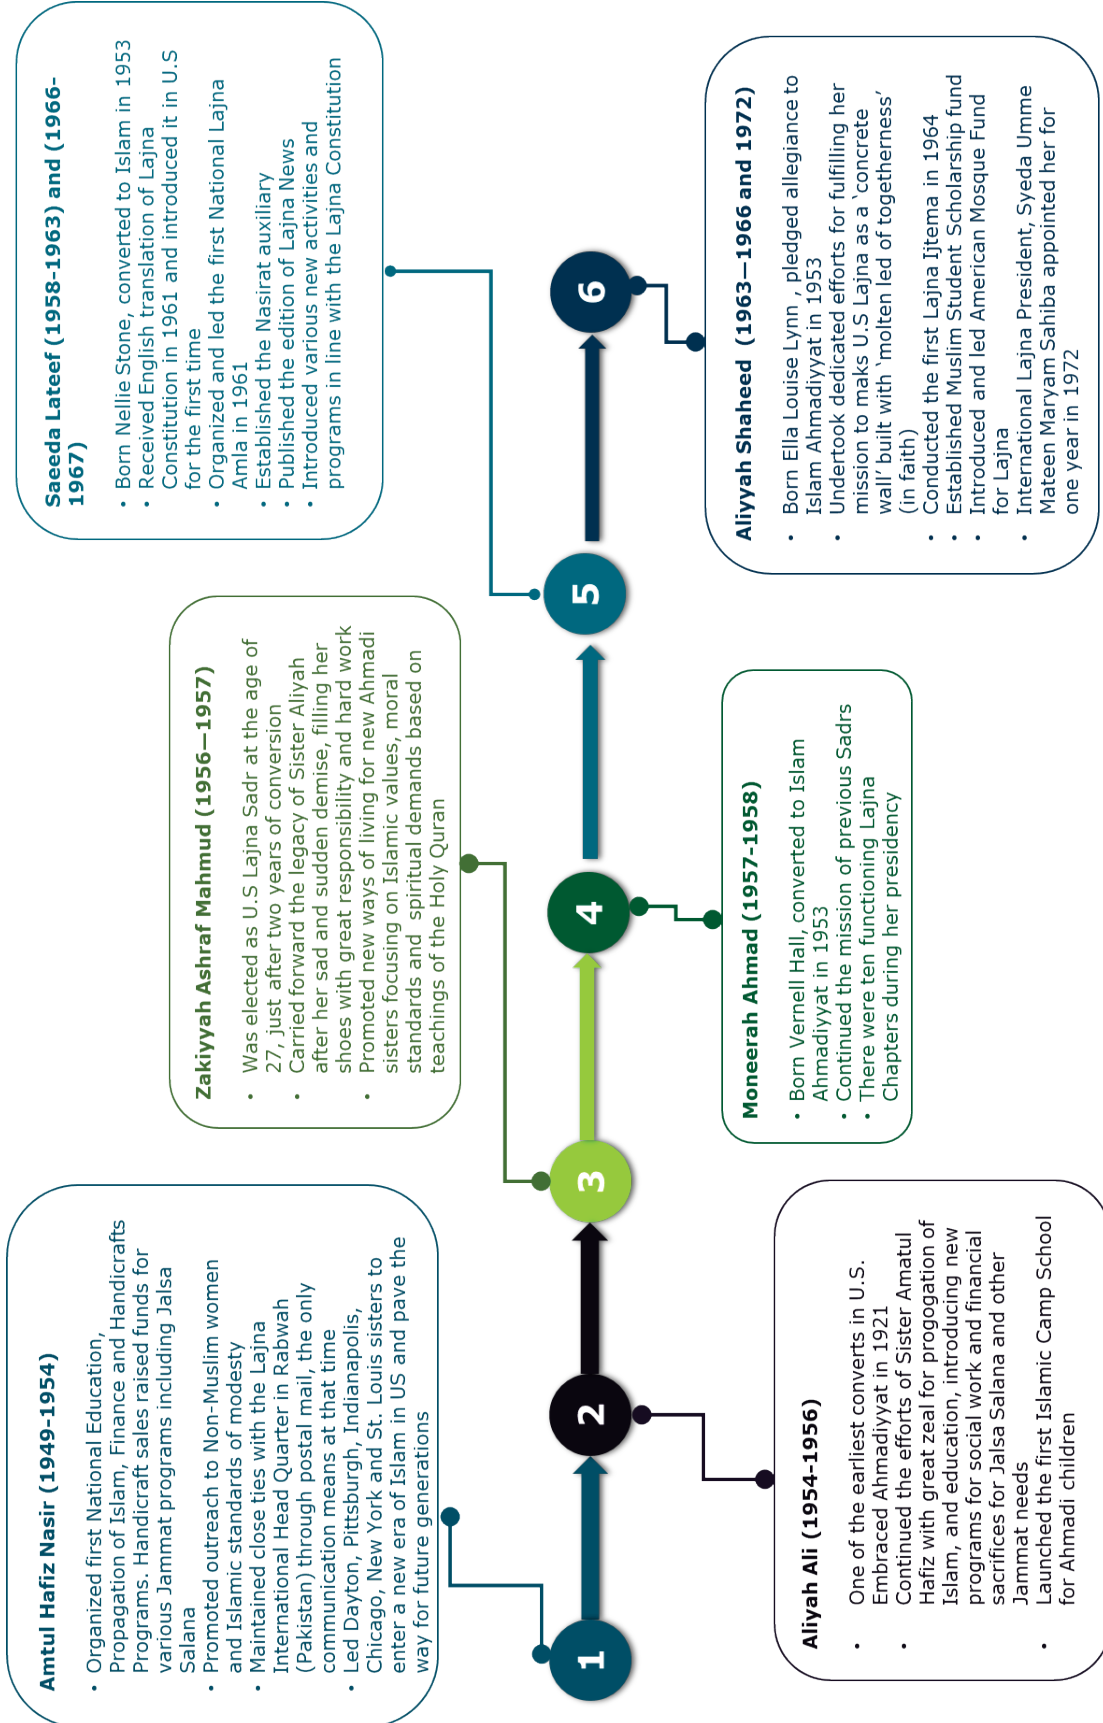 Amtul Hafiz Nasir (1949-1954)
• Organized first National Education,
Propagation of Islam, Finance and Handicrafts
Programs. Handicraft sales raised funds for
various Jammat programs including Jalsa
Salana
• Promoted outreach to Non-Muslim women
and Islamic standards of modesty
• Maintained close ties with the Lajna
International Head Quarter in Rabwah
(Pakistan) through postal mail, the only
communication means at that time
• Led Dayton, Pittsburgh, Indianapolis,
Chicago, New York and St. Louis sisters to
enter a new era of Islam in US and pave the
way for future generations
Zakiyyah Ashraf Mahmud (1956—1957)
• Was elected as U.S Lajna Sadr at the age of
27, just after two years of conversion
• Carried forward the legacy of Sister Aliyah
after her sad and sudden demise, filling her
shoes with great responsibility and hard work
• Promoted new ways of living for new Ahmadi
sisters focusing on Islamic values, moral
standards and spiritual demands based on
teachings of the Holy Quran
Saeeda Lateef (1958-1963) and (1966-
1967)
• Born Nellie Stone, converted to Islam in 1953
• Received English translation of Lajna
Constitution in 1961 and introduced it in U.S
for the first time
• Organized and led the first National Lajna
Amla in 1961
• Established the Nasirat auxiliary
• Published the edition of Lajna News
• Introduced various new activities and
programs in line with the Lajna Constitution
1
2
3
4
5
6
Aliyah Ali (1954-1956)
• One of the earliest converts in U.S.
Embraced Ahmadiyyat in 1921
• Continued the efforts of Sister Amatul
Hafiz with great zeal for progogation of
Islam, and education, introducing new
programs for social work and financial
sacrifices for Jalsa Salana and other
Janmat needs
• Launched the first Islamic Camp School
for Ahmadi children
Moneerah Ahmad (1957-1958)
• Born Vernell Hall, converted to Islam
Ahmadiyyat in 1953
• Continued the mission of previous Sadrs
• There were ten functioning Lajna
Chapters during her presidency
Aliyyah Shaheed (1963—1966 and 1972)
• Born Ella Louise Lynn , pledged allegiance to
Islam Ahmadiyyat in 1953
• Undertook dedicated efforts for fulfilling her
mission to maks U.S Lajna as a ‘concrete
wall’ built with ‘molten led of togetherness’
(in faith)
• Conducted the first Lajna Ijtema in 1964
• Established Muslim Student Scholarship fund
• Introduced and led American Mosque Fund
for Lajna
• International Lajna President, Syeda Umme
Mateen Maryam Sahiba appointed her for
one year in 1972